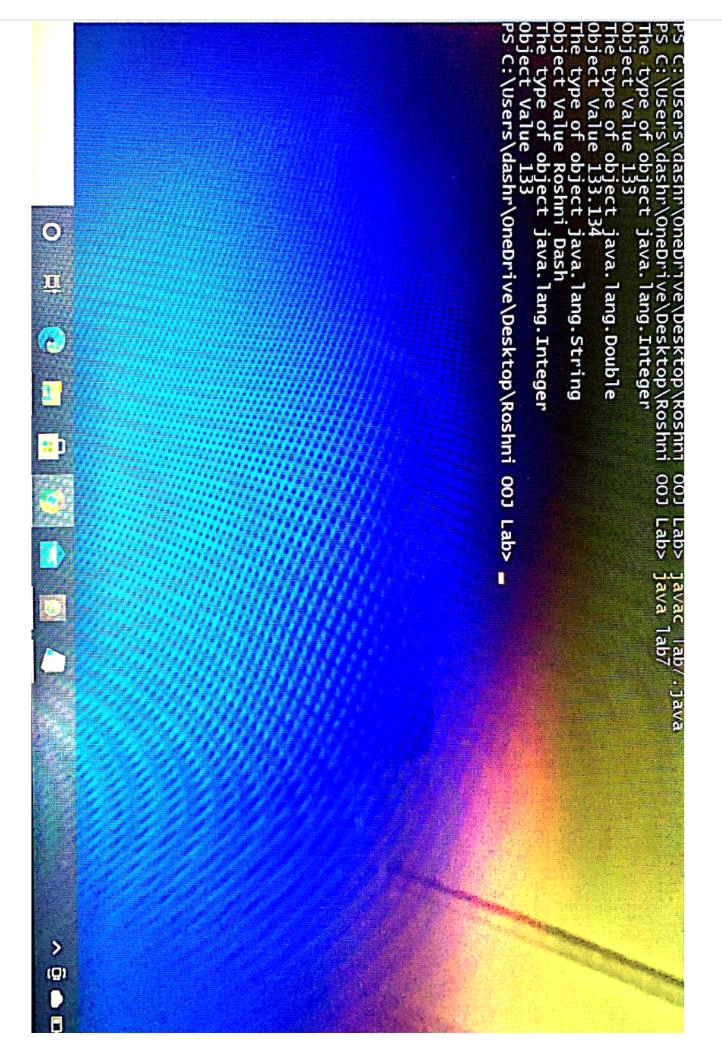 PS C:\Users\dashr\OneDrive\Desktop\Roshni OOJ Lab> javac lab7.java
PS C:\Users\dashr\OneDrive\Desktop\Roshni OOJ Lab> java lab7
The type of object java.lang.Integer
Object Value 133
The type of object java.lang.Double
Object Value 133.134
The type of object java.lang.String
Object Value Roshni Dash
The type of object java.lang.Integer
Object Value 133
PS C:\Users\dashr\OneDrive\Desktop\Roshni OOJ Lab>